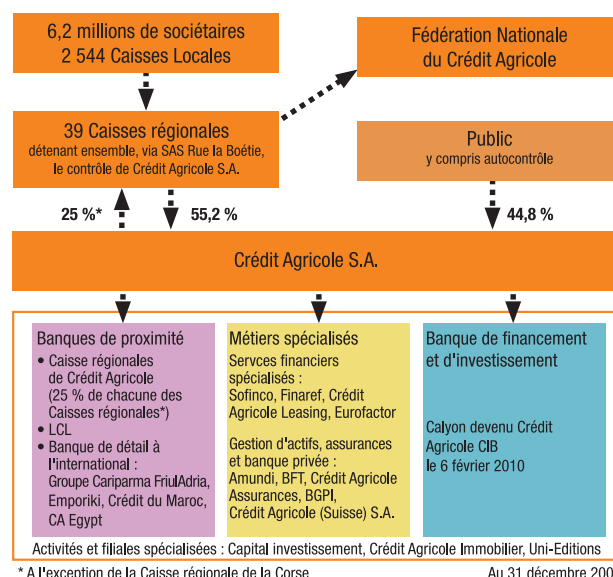 6,2 millions de sociétaires
2 544 Caisses Locales
Fédération Nationale
du Crédit Agricole
39 Caisses régionales
détenant ensemble, via SAS Rue la Boétie,
le contrôle de Crédit Agricole S.A.
Public
y compris autocontrôle
25 %*
55,2 %
44,8 %
Crédit Agricole S.A.
Banques de proximité
• Caisse régionales
de Crédit Agricole
(25 % de chacune des
Caisses régionales*)
• LCL
• Banque de détail à
l'international :
Groupe Cariparma FriulAdria,
Emporiki, Crédit du Maroc,
CA Egypt
Métiers spécialisés
Servces financiers
spécialisés :
Sofinco, Finaref, Crédit
Agricole Leasing, Eurofactor
Gestion d'actifs, assurances
et banque privée :
Amundi, BFT, Crédit Agricole
Assurances, BGPI,
Crédit Agricole (Suisse) S.A.
Banque de financement
et d'investissement
Calyon devenu Crédit
Agricole CIB
le 6 février 2010
Activités et filiales spécialisées : Capital investissement, Crédit Agricole Immobilier, Uni-Editions
* A l'exception de la Caisse régionale de la Corse
Au 31 décembre 200